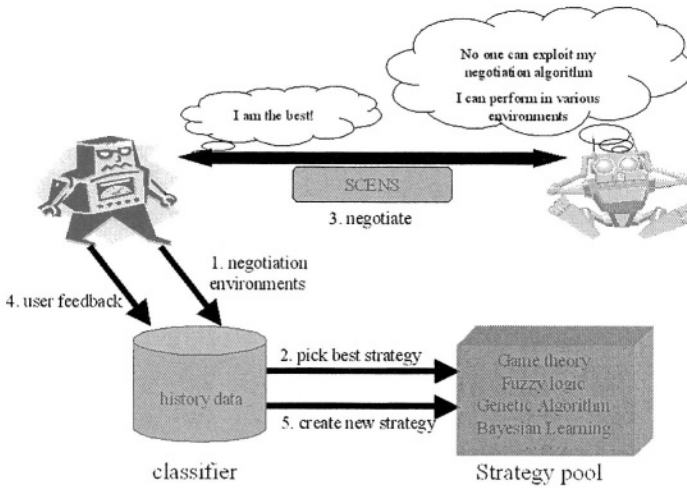 No one can exploit my
negotiation algorithm
I can perform in various
environments
I am the best!
SCENS
3. negotiate
1. negotiation
environments
4. user feedback
2. pick best strategy
history data
5. create new strategy
Game theory
Fuzzy logic
Genetic Algorithm
Bayesian Learning
......
classifier
Strategy pool